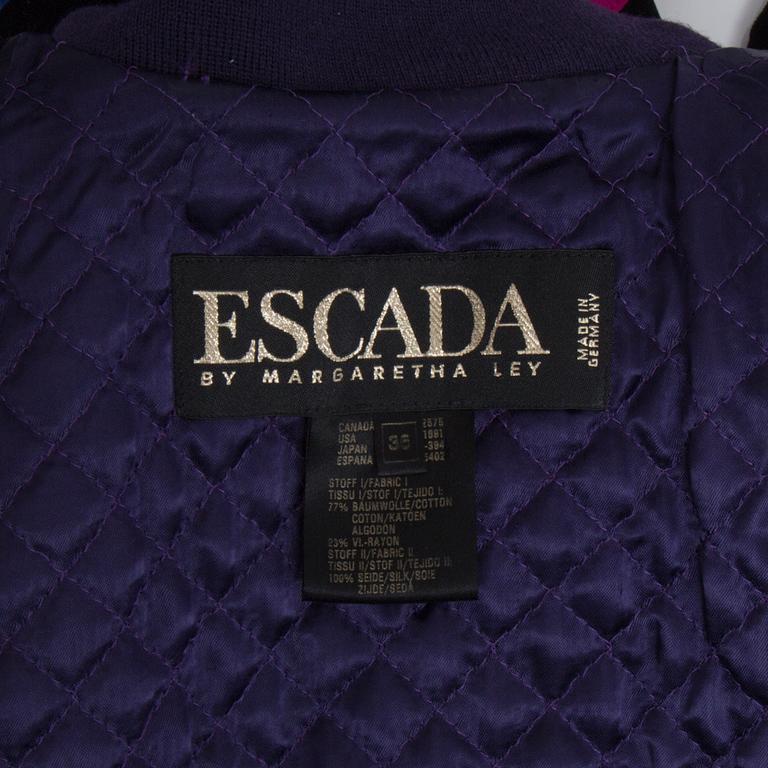 ESCADA
BY MARGARETHA LEY
MADE IN
GERMANY
CANADA
USA
JAPAN -394
ESPANA
36
STOFF I/FABRIC I
TISSU I/STOF I/TEJIDO I:
77% BAUMWOLLE/COTTON
COTON/KATOEN
ALGODON
23% VI.-RAYON
STOFF II/FABRIC II
TISSU II/STOF II/TEJIDO II:
100% SEIDE/SILK/SOIE
ZIJDE/SEDA